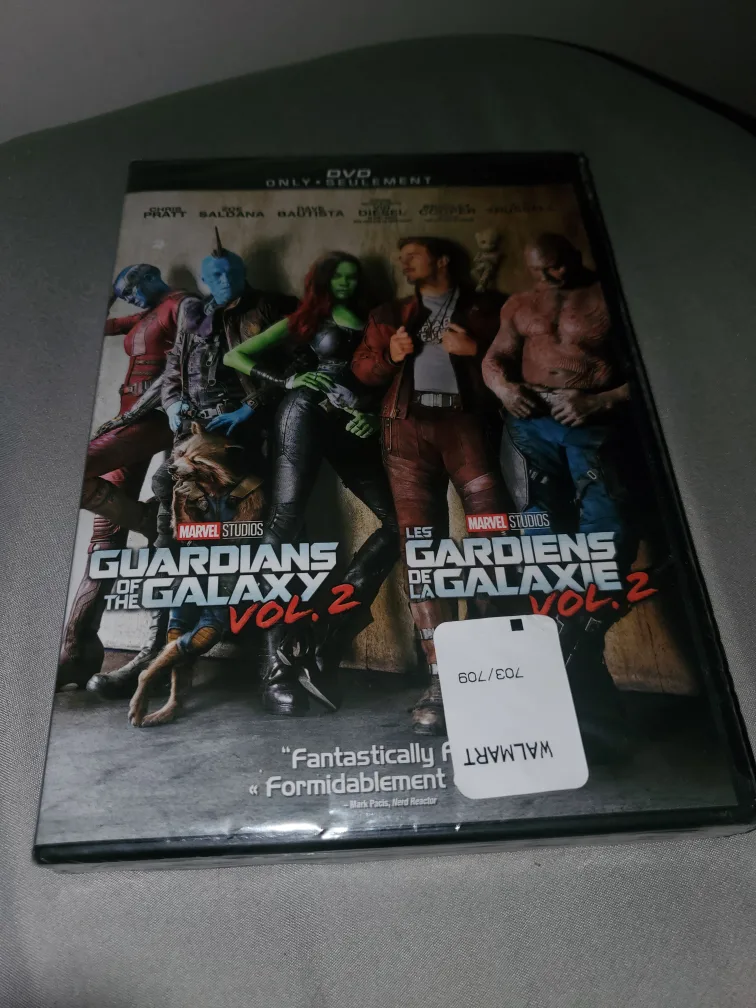 DVD
ONLY • SEULEMENT
CHRIS PRATT
ZOE SALDANA
DAVE BAUTISTA
DIESEL
COOPER
MARVEL STUDIOS
GUARDIANS
OF THE GALAXY
VOL. 2
MARVEL STUDIOS
LES
GARDIENS
DE LA GALAXIE
VOL. 2
703/709
WALMART
“Fantastically
« Formidablement
– Mark Pacis, Nerd Reactor